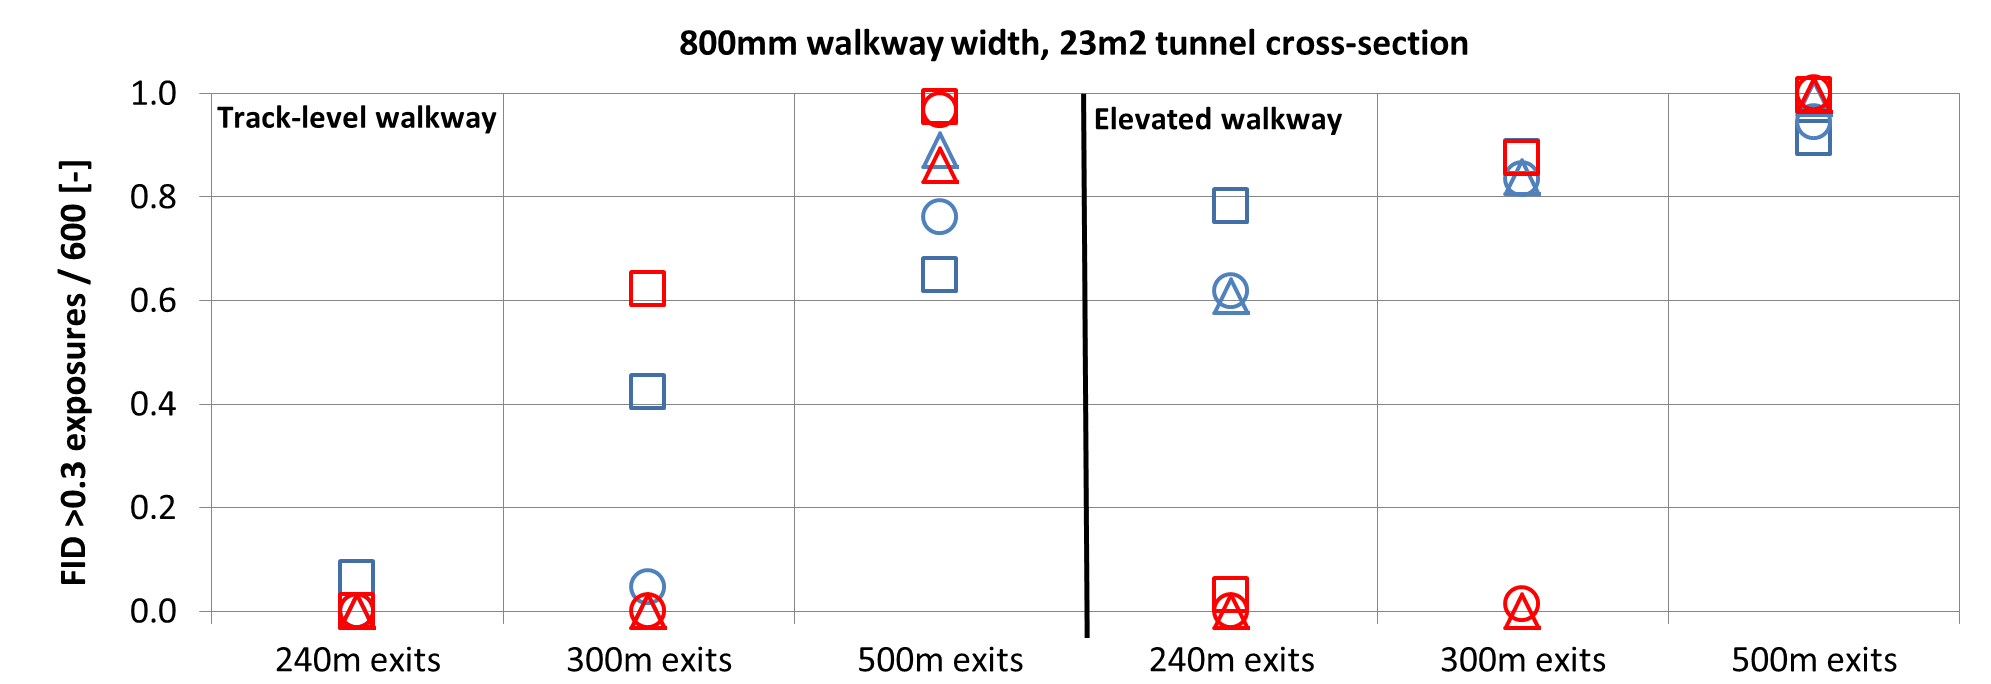 800mm walkway width, 23m2 tunnel cross-section
FID >0.3 exposures / 600 [-]
1.0
0.8
0.6
0.4
0.2
0.0
Track-level walkway
Elevated walkway
240m exits
300m exits
500m exits
240m exits
300m exits
500m exits